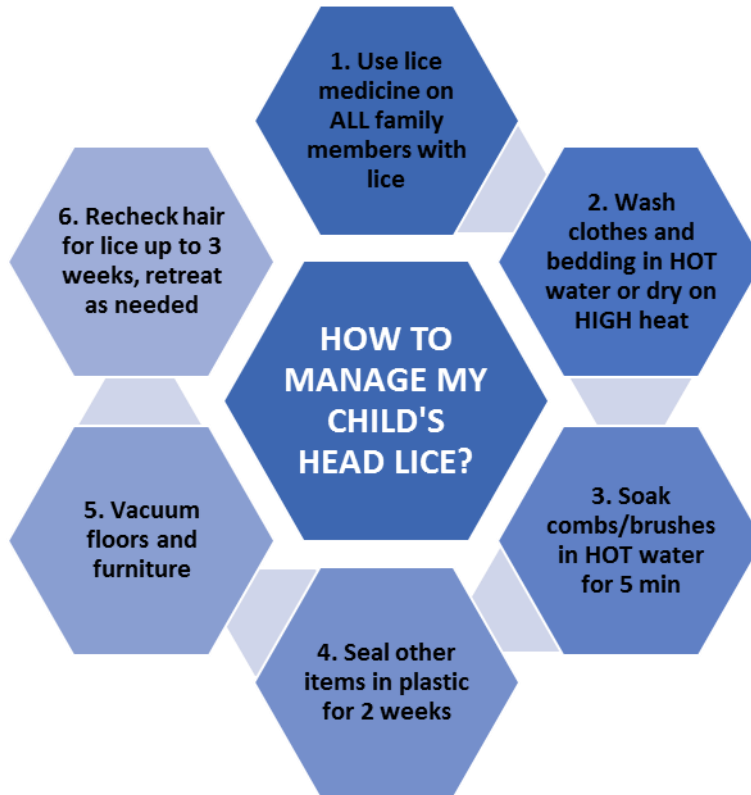 1. Use lice
medicine on
ALL family
members with
lice
2. Wash
clothes and
bedding in HOT
water or dry on
HIGH heat
3. Soak
combs/brushes
in HOT water
for 5 min
4. Seal other
items in plastic
for 2 weeks
5. Vacuum
floors and
furniture
6. Recheck hair
for lice up to 3
weeks, retreat
as needed
HOW TO
MANAGE MY
CHILD'S
HEAD LICE?